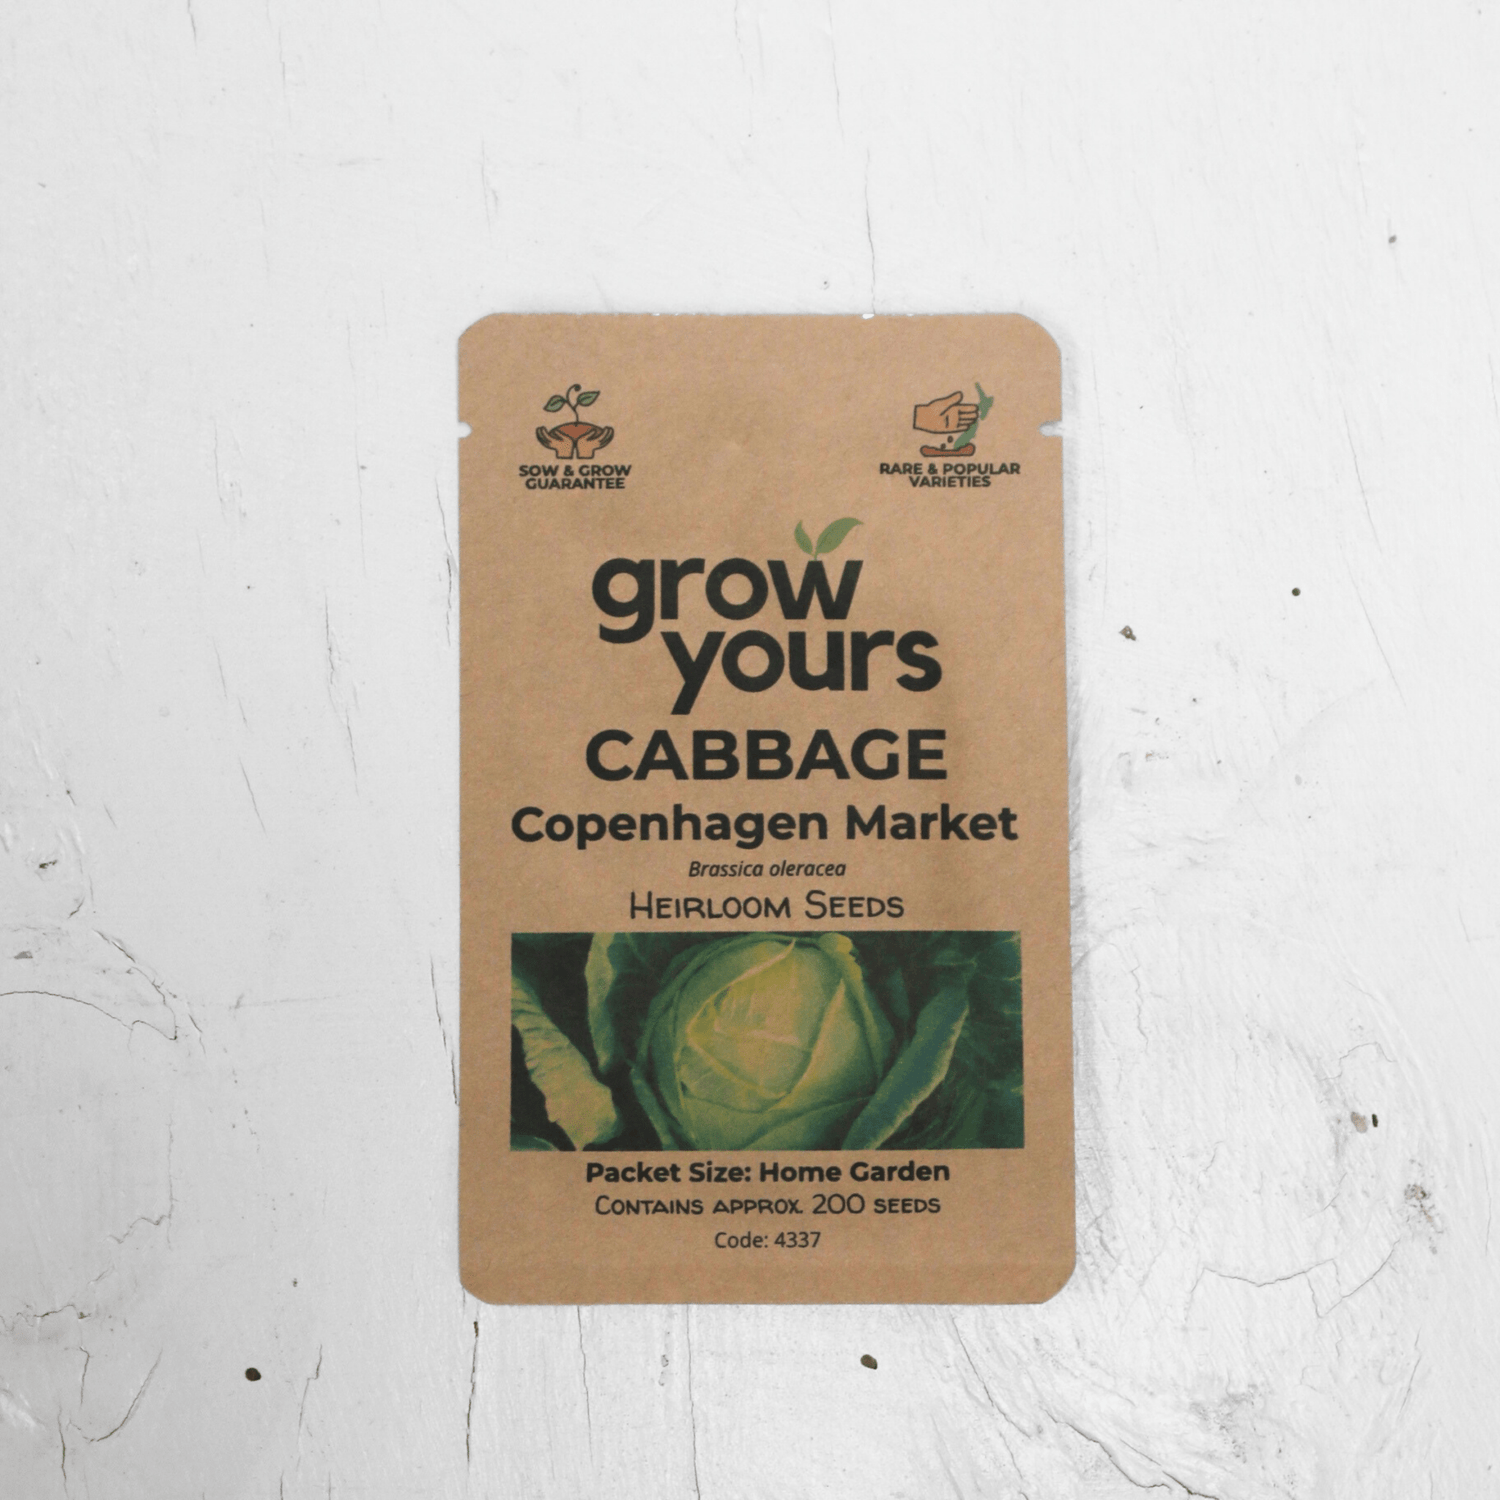 SOW & GROW
GUARANTEE
RARE & POPULAR
VARIETIES
grow
yours
CABBAGE
Copenhagen Market
Brassica oleracea
HEIRLOOM SEEDS
Packet Size: Home Garden
CONTAINS APPROX. 200 SEEDS
Code: 4337